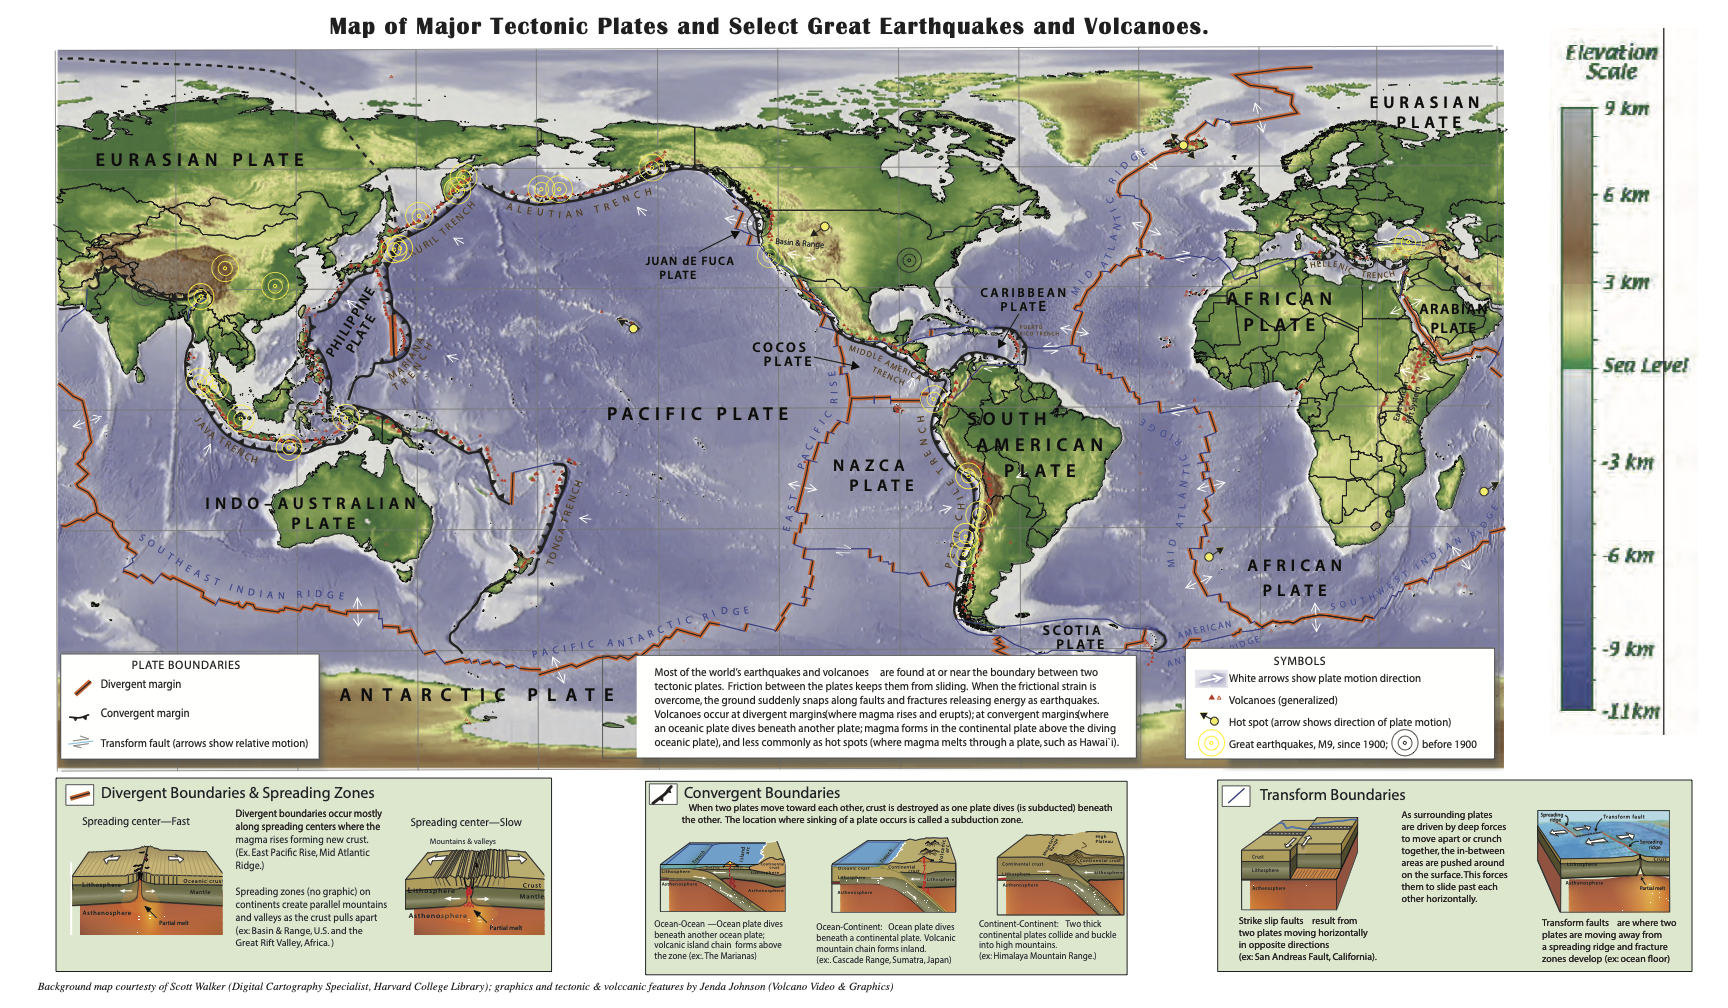 Map of Major Tectonic Plates and Select Great Earthquakes and Volcanoes.
Elevation
Scale
9 km
6 km
3 km
Sea Level
-3 km
-6 km
-9 km
-11km
EURASIAN PLATE
EURASIAN
PLATE
ALEUTIAN TRENCH
KURIL TRENCH
MID ATLANTIC RIDGE
Basin & Range
JUAN de FUCA
PLATE
HELLENIC TRENCH
CARIBBEAN
PLATE
PUERTO
RICO TRENCH
AFRICAN
PLATE
ARABIAN
PLATE
PHILIPPINE
PLATE
MARIANA
TRENCH
COCOS
PLATE
MIDDLE AMERICA
TRENCH
PACIFIC PLATE
EAST PACIFIC RISE
SOUTH
AMERICAN
PLATE
NAZCA
PLATE
PERU-CHILE TRENCH
MID ATLANTIC RIDGE
JAVA TRENCH
INDO-AUSTRALIAN
PLATE
TONGA TRENCH
SOUTHEAST INDIAN RIDGE
AFRICAN
PLATE
SOUTHWEST INDIAN RIDGE
PACIFIC ANTARCTIC RIDGE
SCOTIA
PLATE
AMERICAN
ANTARCTIC PLATE
PLATE BOUNDARIES
Divergent margin
Convergent margin
Transform fault (arrows show relative motion)
Most of the world's earthquakes and volcanoes are found at or near the boundary between two
tectonic plates. Friction between the plates keeps them from sliding. When the frictional strain is
overcome, the ground suddenly snaps along faults and fractures releasing energy as earthquakes.
Volcanoes occur at divergent margins(where magma rises and erupts); at convergent margins(where
an oceanic plate dives beneath another plate; magma forms in the continental plate above the diving
oceanic plate), and less commonly as hot spots (where magma melts through a plate, such as Hawai`i).
SYMBOLS
White arrows show plate motion direction
Volcanoes (generalized)
Hot spot (arrow shows direction of plate motion)
Great earthquakes, M9, since 1900; before 1900
Divergent Boundaries & Spreading Zones
Spreading center—Fast
Lithosphere
Oceanic crust
Mantle
Asthenosphere
Partial melt
Divergent boundaries occur mostly
along spreading centers where the
magma rises forming new crust.
(Ex. East Pacific Rise, Mid Atlantic
Ridge.)
Spreading zones (no graphic) on
continents create parallel mountains
and valleys as the crust pulls apart
(ex: Basin & Range, U.S. and the
Great Rift Valley, Africa. )
Spreading center—Slow
Mountains & valleys
Lithosphere
Crust
Mantle
Asthenosphere
Partial melt
Convergent Boundaries
When two plates move toward each other, crust is destroyed as one plate dives (is subducted) beneath
the other. The location where sinking of a plate occurs is called a subduction zone.
Ocean-Ocean —Ocean plate dives
beneath another ocean plate;
volcanic island chain forms above
the zone (ex:. The Marianas)
Ocean-Continent: Ocean plate dives
beneath a continental plate. Volcanic
mountain chain forms inland.
(ex:. Cascade Range, Sumatra, Japan)
Continent-Continent: Two thick
continental plates collide and buckle
into high mountains.
(ex: Himalaya Mountain Range.)
Transform Boundaries
Crust
Lithosphere
Asthenosphere
Strike slip faults result from
two plates moving horizontally
in opposite directions
(ex: San Andreas Fault, California).
As surrounding plates
are driven by deep forces
to move apart or crunch
together, the in-between
areas are pushed around
on the surface. This forces
them to slide past each
other horizontally.
Spreading
ridge
Transform fault
Spreading
ridge
Crust
Lithosphere
Asthenosphere
Partial melt
Transform faults are where two
plates are moving away from
a spreading ridge and fracture
zones develop (ex: ocean floor)
Background map courtesty of Scott Walker (Digital Cartography Specialist, Harvard College Library); graphics and tectonic & volccanic features by Jenda Johnson (Volcano Video & Graphics)